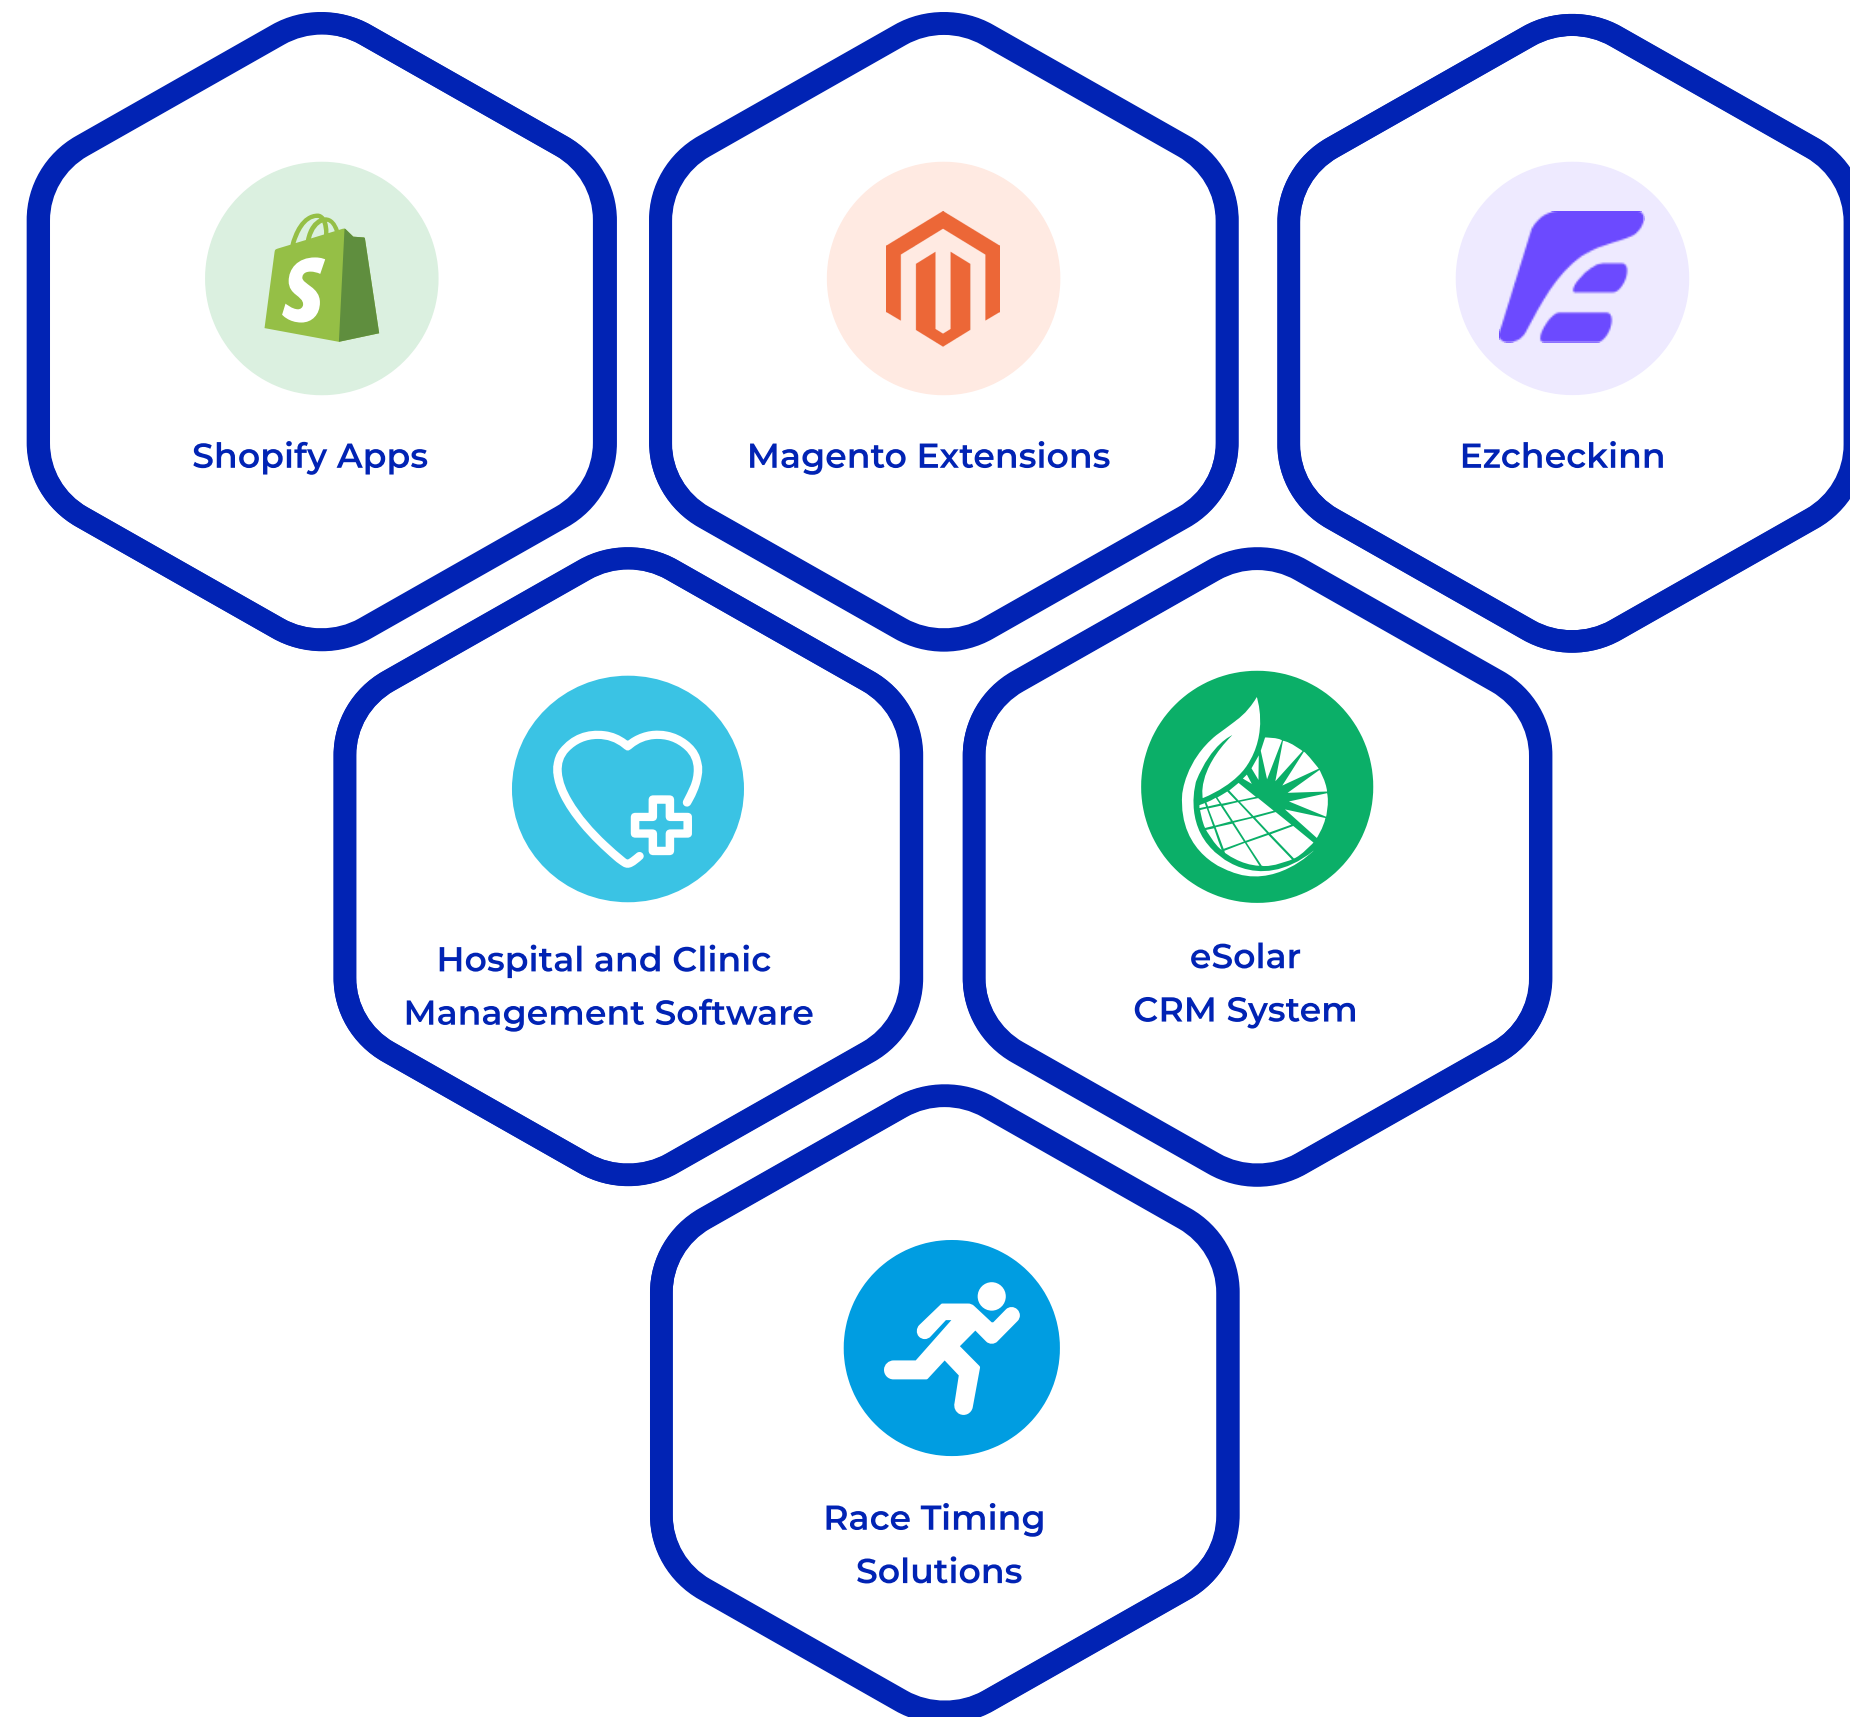 Shopify Apps
Magento Extensions
Ezcheckinn
Hospital and Clinic
Management Software
eSolar
CRM System
Race Timing
Solutions